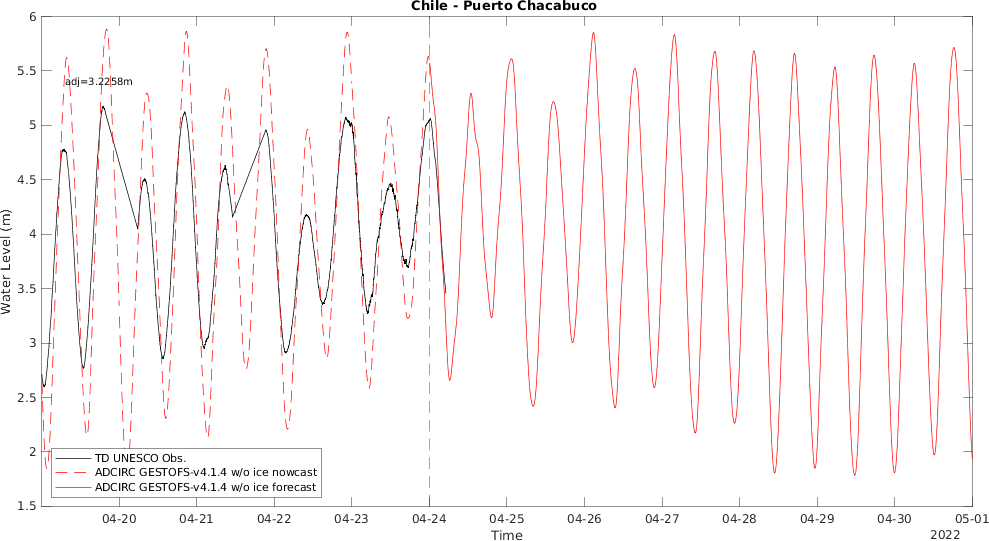 Chile - Puerto Chacabuco
6
5.5
5
4.5
4
3.5
3
2.5
2
1.5
Water Level (m)
adj=3.2258m
TD UNESCO Obs.
ADCIRC GESTOFS-v4.1.4 w/o ice nowcast
ADCIRC GESTOFS-v4.1.4 w/o ice forecast
04-20 04-21 04-22 04-23 04-24 04-25 04-26 04-27 04-28 04-29 04-30 05-01
Time
2022